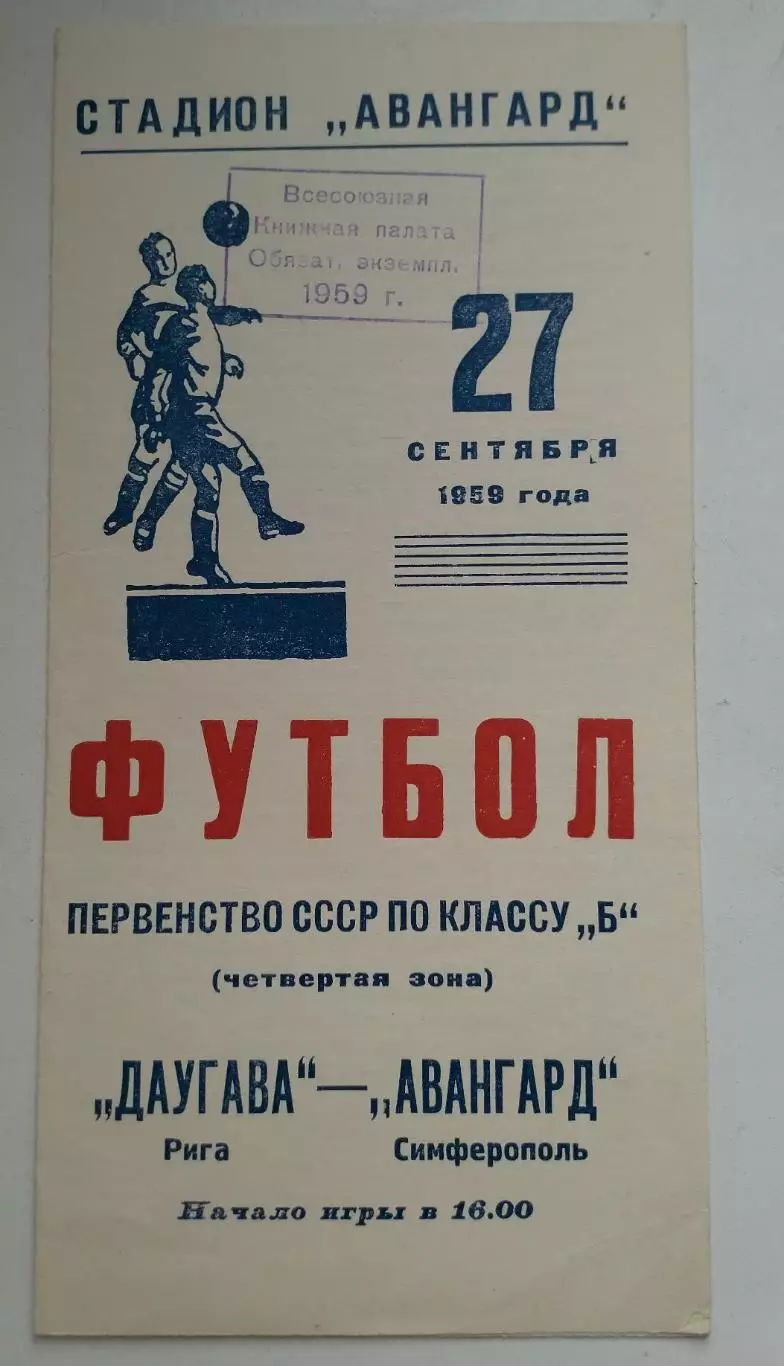 СТАДИОН „АВАНГАРД“
Всесоюзная
Книжная палата
Обязат. экземпл.
1959 г.
27
СЕНТЯБРЯ
1959 года
ФУТБОЛ
ПЕРВЕНСТВО СССР ПО КЛАССУ „Б“
(четвертая зона)
„ДАУГАВА“—„АВАНГАРД“
Рига Симферополь
Начало игры в 16.00